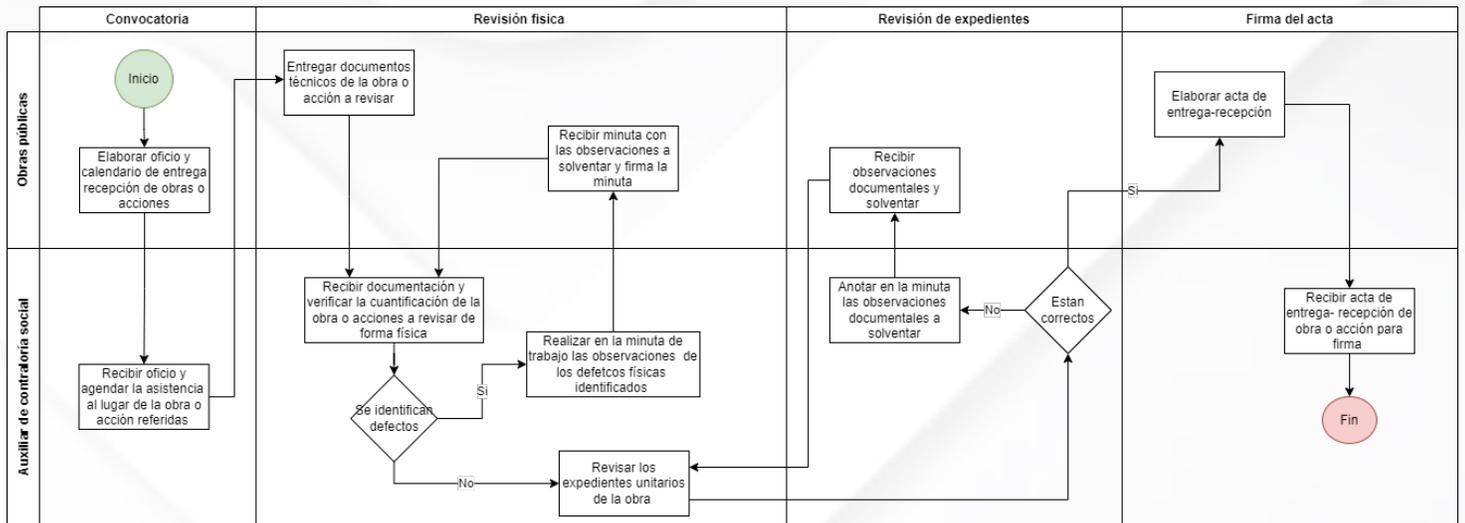 Convocatoria
Revisión fisica
Revisión de expedientes
Firma del acta
Obras públicas
Inicio
Elaborar oficio y
calendario de entrega
recepción de obras o
acciones
Entregar documentos
técnicos de la obra o
acción a revisar
Recibir minuta con
las observaciones a
solventar y firma la
minuta
Recibir
observaciones
documentales y
solventar
Si
Elaborar acta de
entrega-recepción
Auxiliar de contraloría social
Recibir oficio y
agendar la asistencia
al lugar de la obra o
acción referidas
Recibir documentación y
verificar la cuantificación de la
obra o acciones a revisar de
forma física
Se identifican
defectos
Si
No
Realizar en la minuta de
trabajo las observaciones de
los defetcos físicas
identificados
Revisar los
expedientes unitarios
de la obra
Anotar en la minuta
las observaciones
documentales a
solventar
No
Estan
correctos
Recibir acta de
entrega- recepción de
obra o acción para
firma
Fin